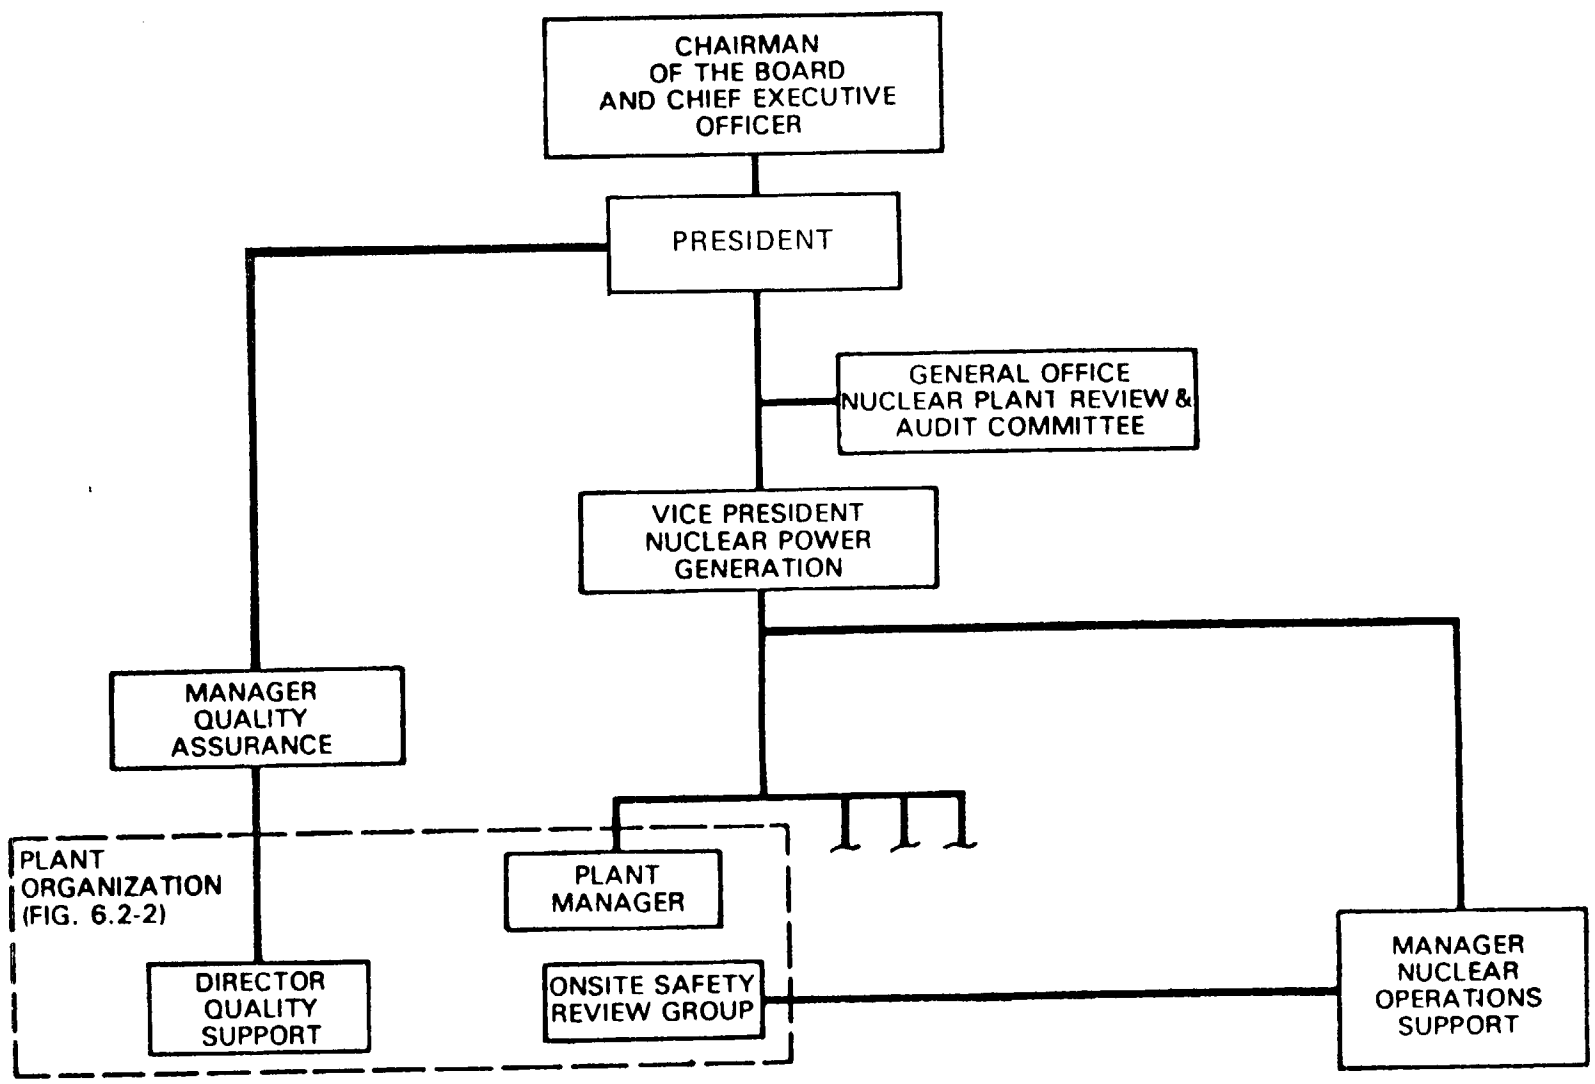 CHAIRMAN
OF THE BOARD
AND CHIEF EXECUTIVE
OFFICER
PRESIDENT
GENERAL OFFICE
NUCLEAR PLANT REVIEW &
AUDIT COMMITTEE
VICE PRESIDENT
NUCLEAR POWER
GENERATION
MANAGER
QUALITY
ASSURANCE
PLANT
ORGANIZATION
(FIG. 6.2-2)
PLANT
MANAGER
DIRECTOR
QUALITY
SUPPORT
ONSITE SAFETY
REVIEW GROUP
MANAGER
NUCLEAR
OPERATIONS
SUPPORT